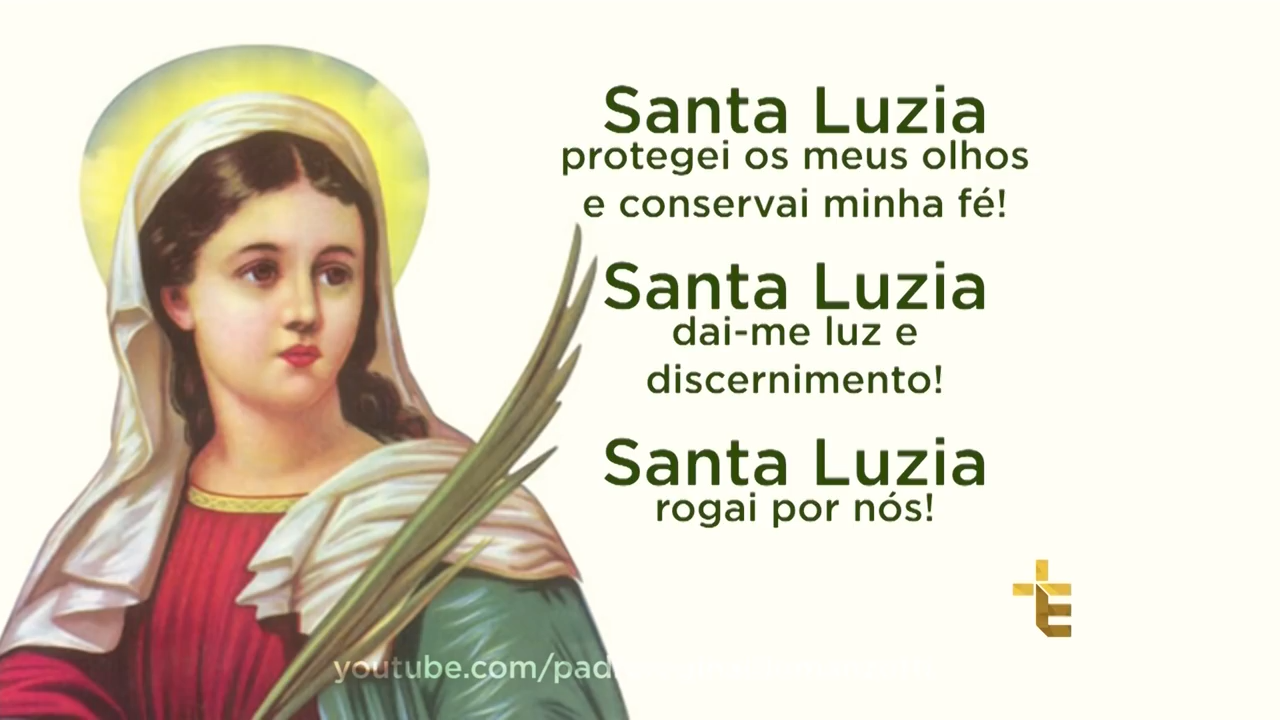 Santa Luzia
protegei os meus olhos
e conservai minha fé!
Santa Luzia
dai-me luz e
discernimento!
Santa Luzia
rogai por nós!